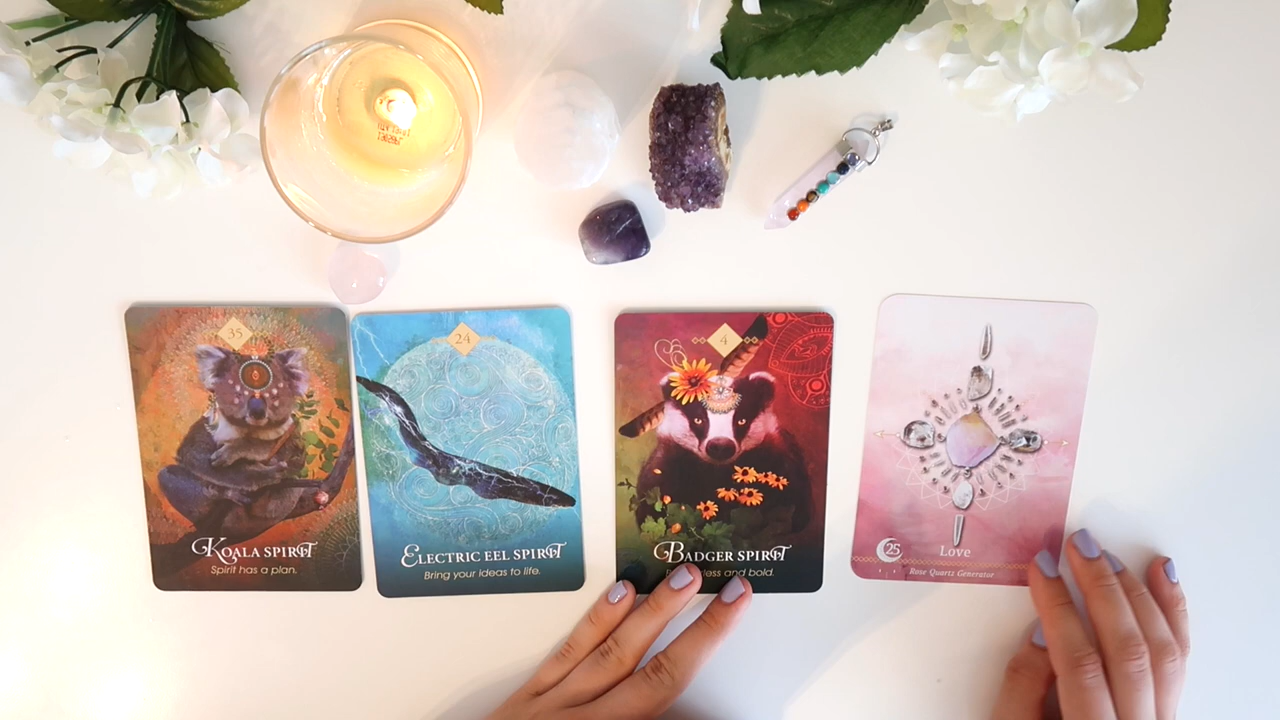 35
KOALA SPIRIT
Spirit has a plan.
24
ELECTRIC EEL SPIRIT
Bring your ideas to life.
4
BADGER SPIRIT
and bold.
25
Love
Rose Quartz Generator